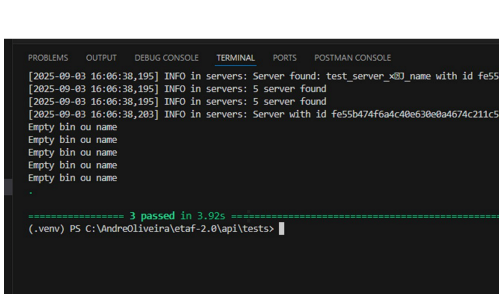 PROBLEMS OUTPUT DEBUG CONSOLE TERMINAL PORTS POSTMAN CONSOLE
[2025-09-03 16:06:38,195] INFO in servers: Server found: test_server_x J_name with id fe55
[2025-09-03 16:06:38,195] INFO in servers: 5 server found
[2025-09-03 16:06:38,195] INFO in servers: 5 server found
[2025-09-03 16:06:38,203] INFO in servers: Server with id fe55b474f6a4c40e630e0a4674c211c5
Empty bin ou name
Empty bin ou name
Empty bin ou name
Empty bin ou name
Empty bin ou name
.
================= 3 passed in 3.92s =================
(.venv) PS C:\AndreOliveira\etaf-2.0\api\tests>